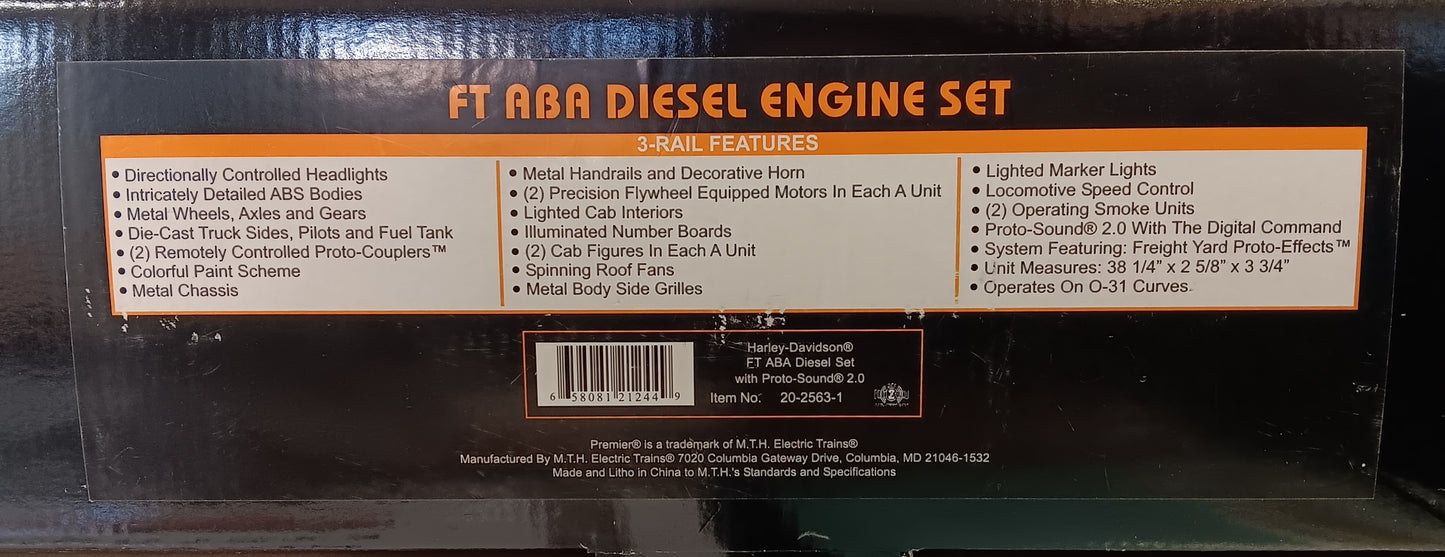 FT ABA DIESEL ENGINE SET
3-RAIL FEATURES
• Directionally Controlled Headlights
• Intricately Detailed ABS Bodies
• Metal Wheels, Axles and Gears
• Die-Cast Truck Sides, Pilots and Fuel Tank
• (2) Remotely Controlled Proto-Couplers™
• Colorful Paint Scheme
• Metal Chassis
• Metal Handrails and Decorative Horn
• (2) Precision Flywheel Equipped Motors In Each A Unit
• Lighted Cab Interiors
• Illuminated Number Boards
• (2) Cab Figures In Each A Unit
• Spinning Roof Fans
• Metal Body Side Grilles
• Lighted Marker Lights
• Locomotive Speed Control
• (2) Operating Smoke Units
• Proto-Sound® 2.0 With The Digital Command
• System Featuring: Freight Yard Proto-Effects™
• Unit Measures: 38 1/4” x 2 5/8” x 3 3/4”
• Operates On O-31 Curves
6 58081 21244 9
Harley-Davidson®
FT ABA Diesel Set
with Proto-Sound® 2.0
Item No: 20-2563-1
Premier® is a trademark of M.T.H. Electric Trains®
Manufactured By M.T.H. Electric Trains® 7020 Columbia Gateway Drive, Columbia, MD 21046-1532
Made and Litho in China to M.T.H.'s Standards and Specifications